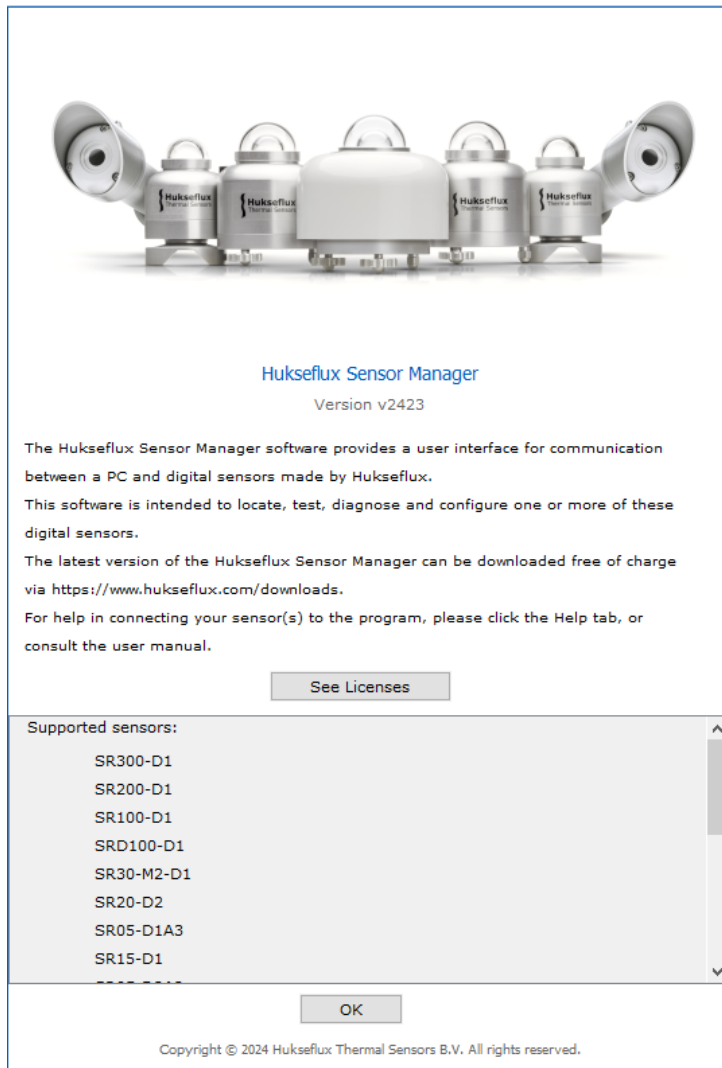 Hukseflux
Thermal Sensors
Hukseflux
Thermal Sensors
Hukseflux
Thermal Sensors
Hukseflux
Thermal Sensors
Hukseflux Sensor Manager
Version v2423
The Hukseflux Sensor Manager software provides a user interface for communication
between a PC and digital sensors made by Hukseflux.
This software is intended to locate, test, diagnose and configure one or more of these
digital sensors.
The latest version of the Hukseflux Sensor Manager can be downloaded free of charge
via https://www.hukseflux.com/downloads.
For help in connecting your sensor(s) to the program, please click the Help tab, or
consult the user manual.
See Licenses
Supported sensors:
SR300-D1
SR200-D1
SR100-D1
SRD100-D1
SR30-M2-D1
SR20-D2
SR05-D1A3
SR15-D1
OK
Copyright © 2024 Hukseflux Thermal Sensors B.V. All rights reserved.